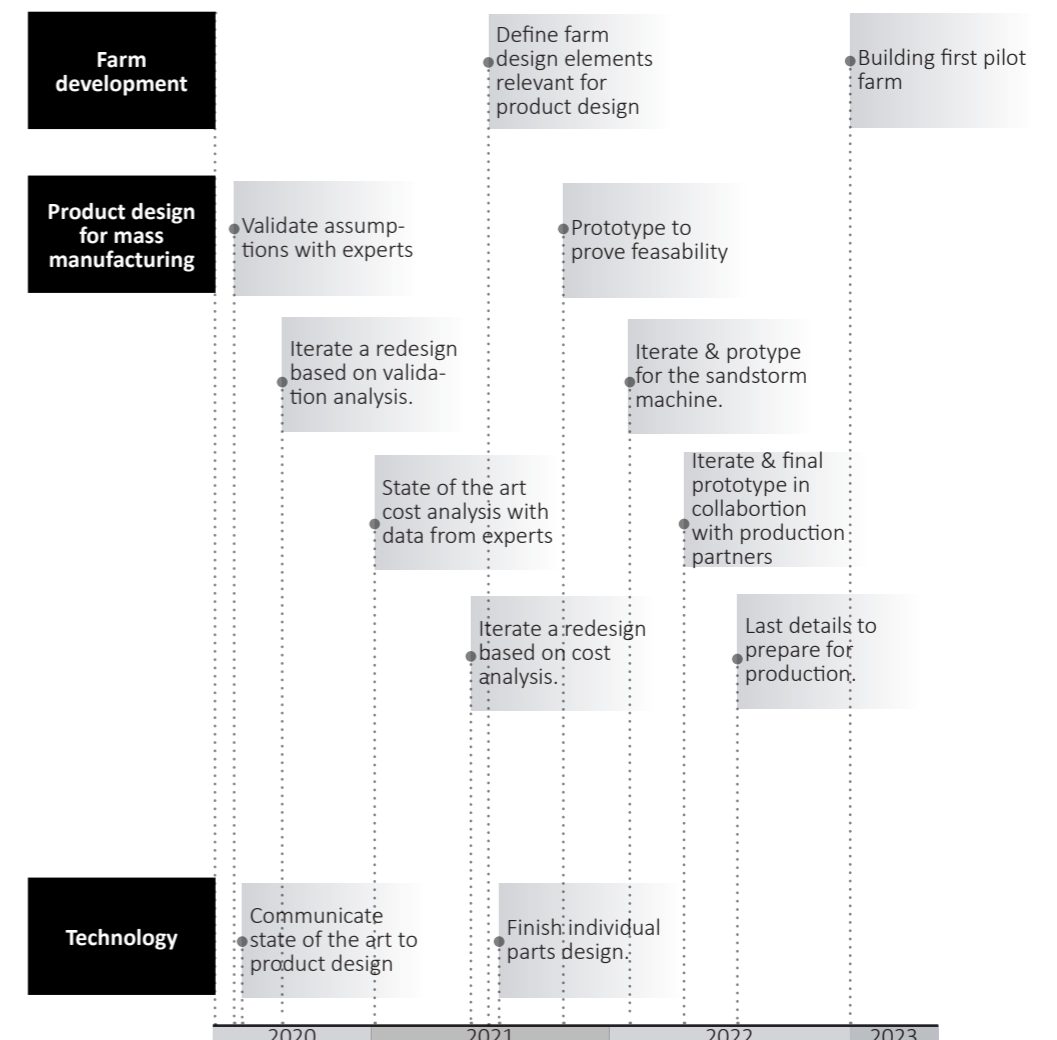 Farm
development
Define farm
design elements
relevant for
product design
Building first pilot
farm
Product design
for mass
manufacturing
Validate assump-
tions with experts
Prototype to
prove feasability
Iterate a redesign
based on valida-
tion analysis.
Iterate & protype
for the sandstorm
machine.
State of the art
cost analysis with
data from experts
Iterate & final
prototype in
collabortion
with production
partners
Iterate a redesign
based on cost
analysis.
Last details to
prepare for
production.
Technology
Communicate
state of the art to
product design
Finish individual
parts design.
2020 2021 2022 2023